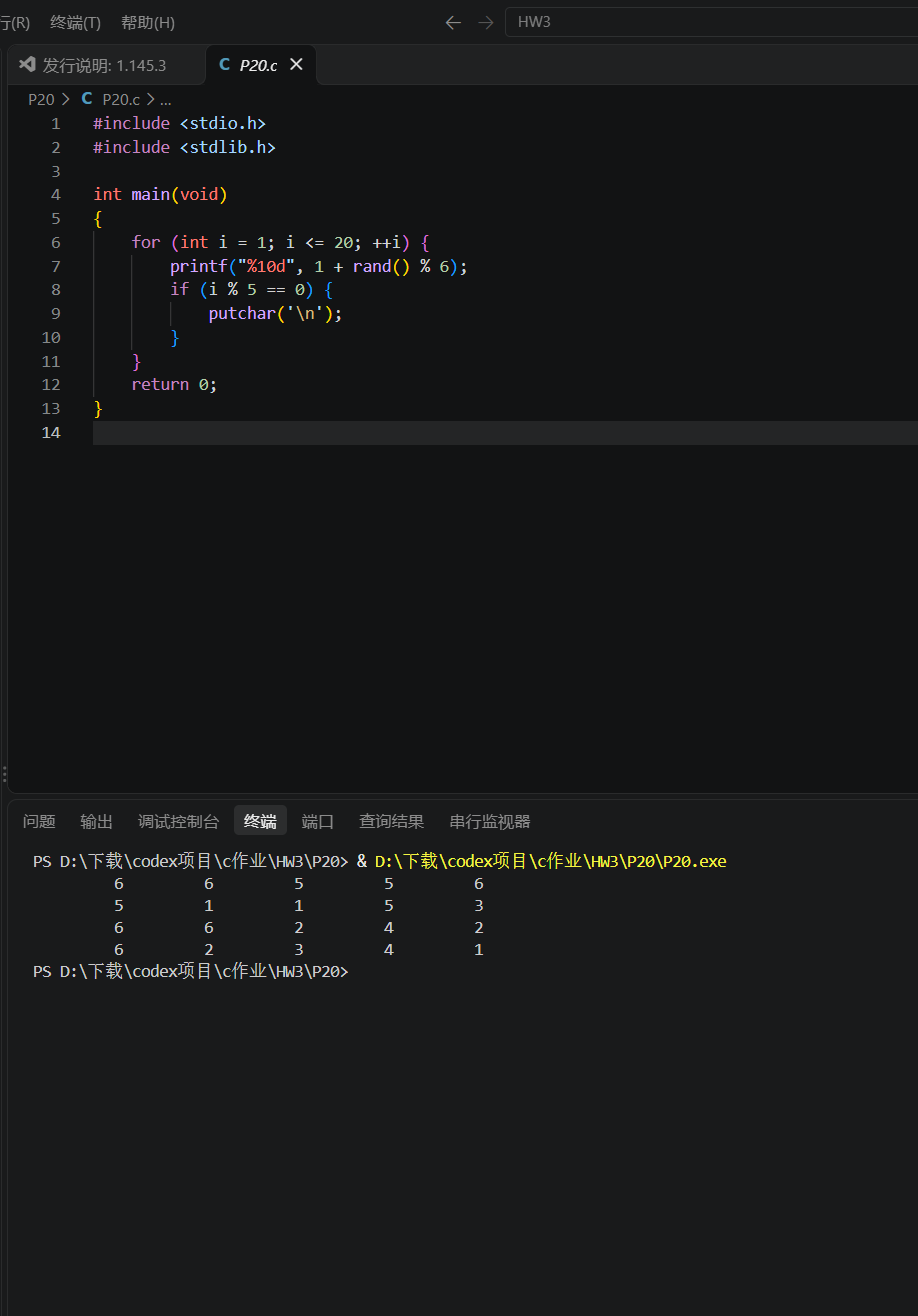 行(R) 终端(T) 帮助(H) ← → HW3
发行说明: 1.145.3 C P20.c ×
P20 > C P20.c > ...
1 #include <stdio.h>
2 #include <stdlib.h>
3
4 int main(void)
5 {
6     for (int i = 1; i <= 20; ++i) {
7         printf("%10d", 1 + rand() % 6);
8         if (i % 5 == 0) {
9             putchar('\n');
10         }
11     }
12     return 0;
13 }
14
问题 输出 调试控制台 终端 端口 查询结果 串行监视器
PS D:\下载\codex项目\c作业\HW3\P20> & D:\下载\codex项目\c作业\HW3\P20\P20.exe
         6         6         5         5         6
         5         1         1         5         3
         6         6         2         4         2
         6         2         3         4         1
PS D:\下载\codex项目\c作业\HW3\P20>